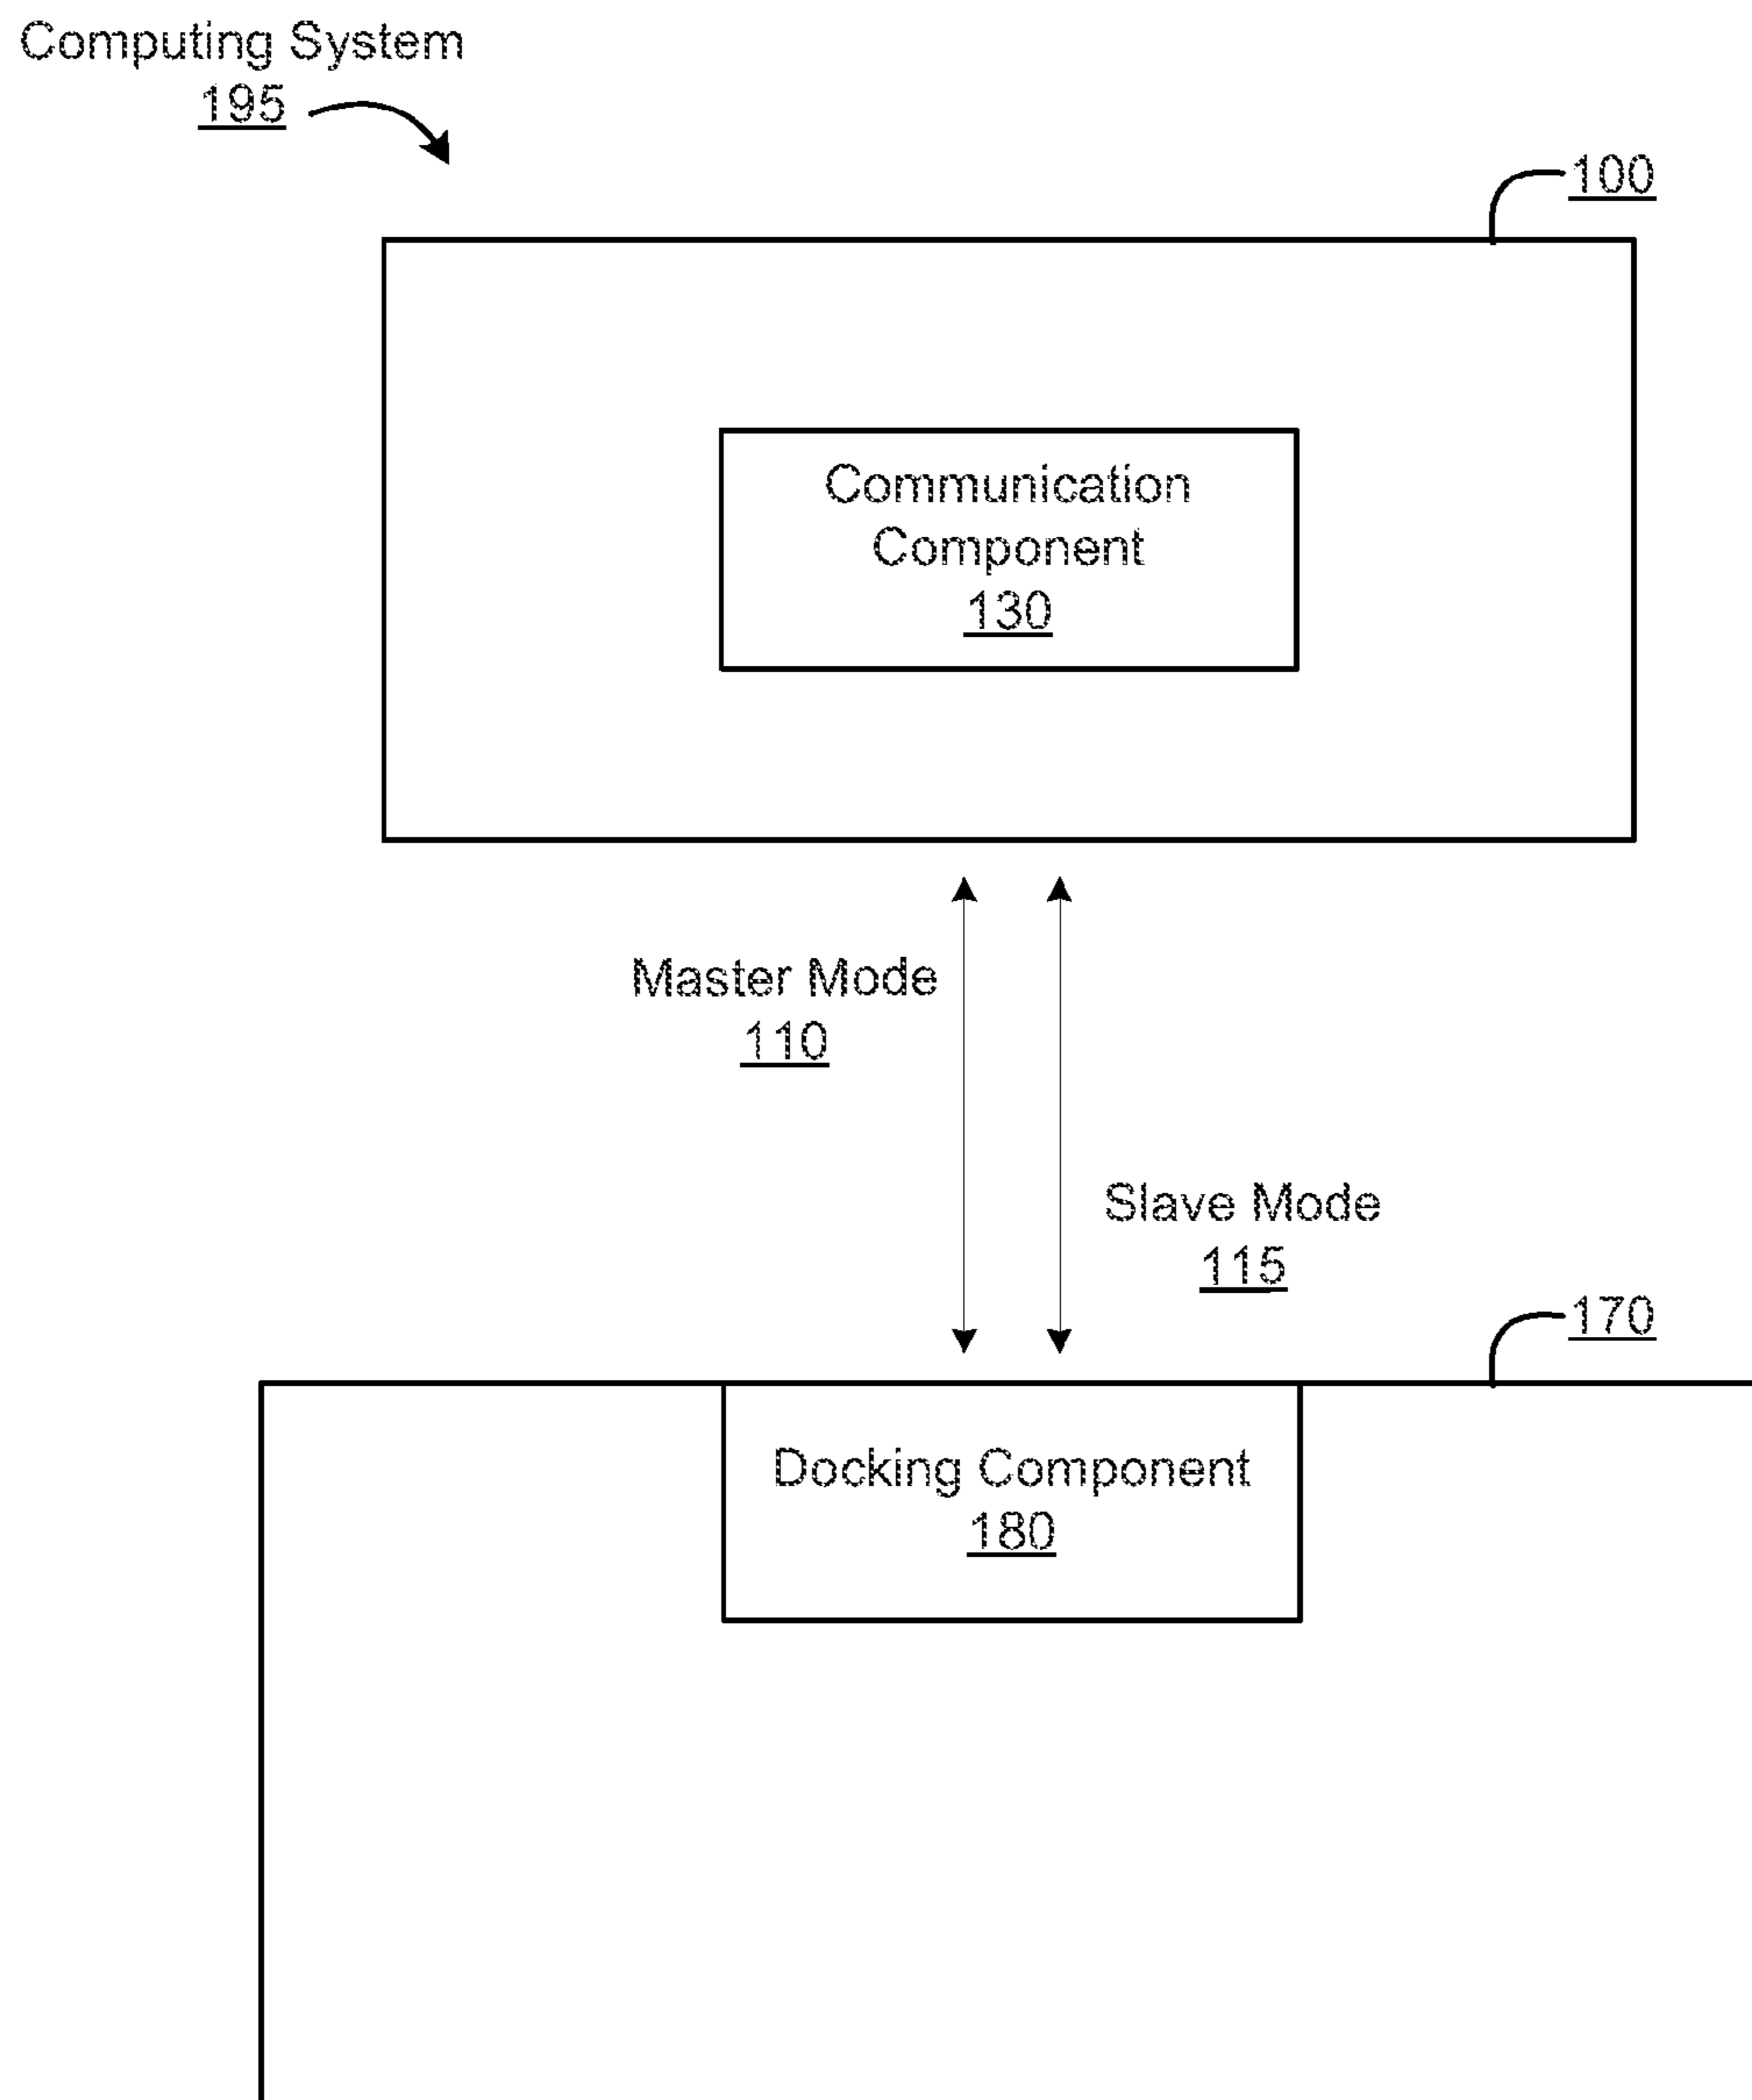 Computing System
195
100
Communication
Component
130
Master Mode
110
Slave Mode
115
170
Docking Component
180